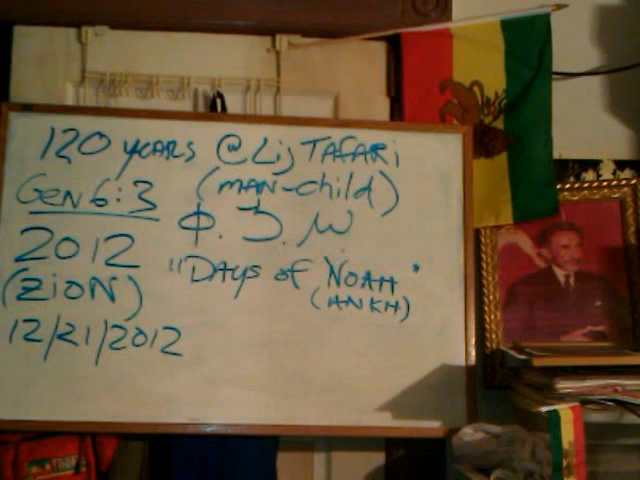 120 YEARS @ LIJ TAFARI
GEN 6:3 (MAN-child)
2012 ቀ.ኃ.ሥ
(ZION) "DAYS of NOAH"
(ANKH)
12/21/2012